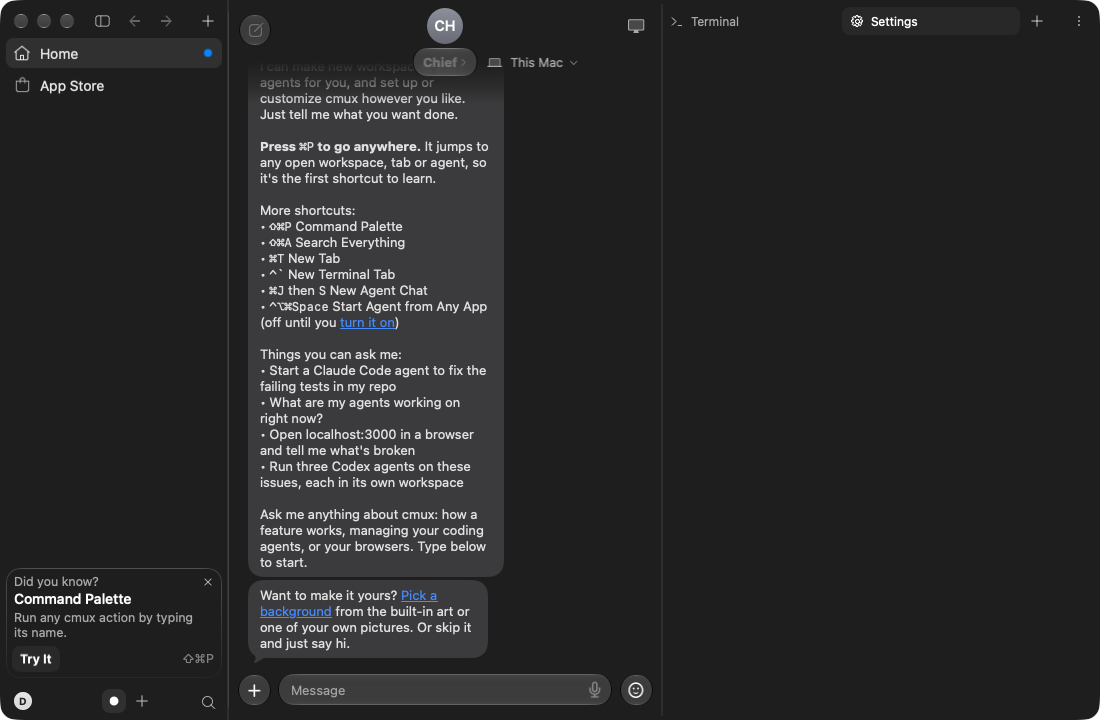 Home
App Store
Did you know?
Command Palette
Run any cmux action by typing
its name.
Try It
⇧⌘P
D
CH
Chief
This Mac
I can make new workspac
agents for you, and set up or
customize cmux however you like.
Just tell me what you want done.
Press ⌘P to go anywhere. It jumps to
any open workspace, tab or agent, so
it's the first shortcut to learn.
More shortcuts:
• ⇧⌘P Command Palette
• ⇧⌘A Search Everything
• ⌘T New Tab
• ^` New Terminal Tab
• ⌘J then S New Agent Chat
• ^⌥⌘Space Start Agent from Any App
(off until you turn it on)
Things you can ask me:
• Start a Claude Code agent to fix the
failing tests in my repo
• What are my agents working on
right now?
• Open localhost:3000 in a browser
and tell me what's broken
• Run three Codex agents on these
issues, each in its own workspace
Ask me anything about cmux: how a
feature works, managing your coding
agents, or your browsers. Type below
to start.
Want to make it yours? Pick a
background from the built-in art or
one of your own pictures. Or skip it
and just say hi.
Message
Terminal
Settings